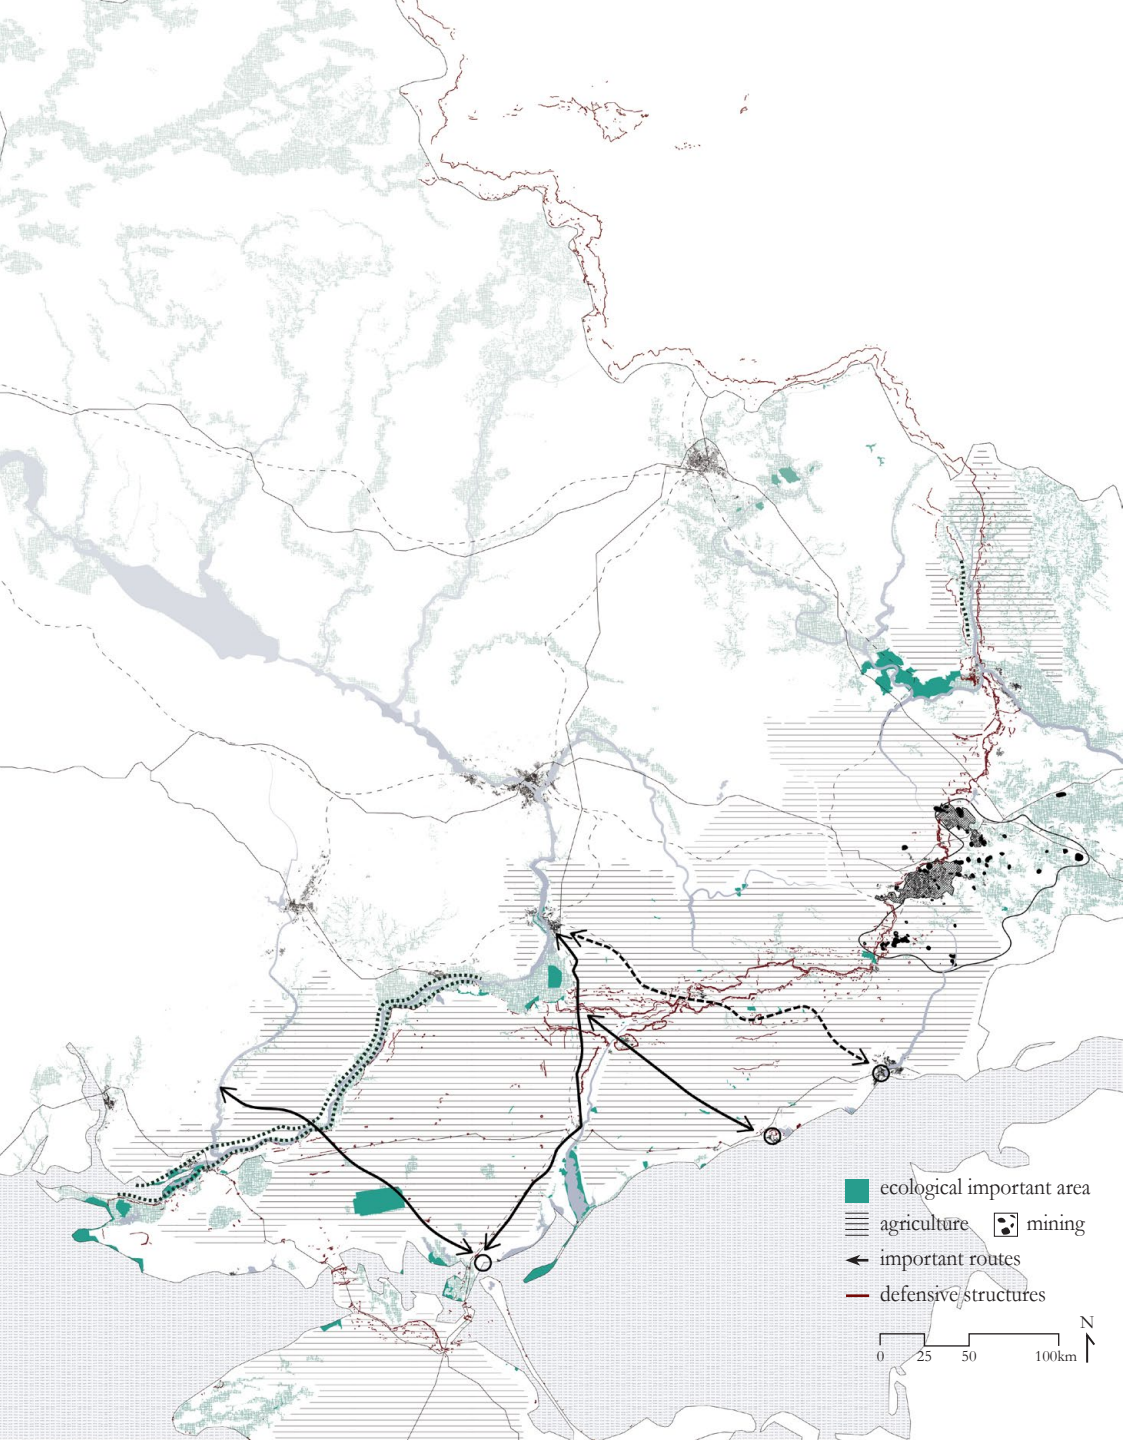 ecological important area
agriculture mining
important routes
defensive structures
N
0 25 50 100km